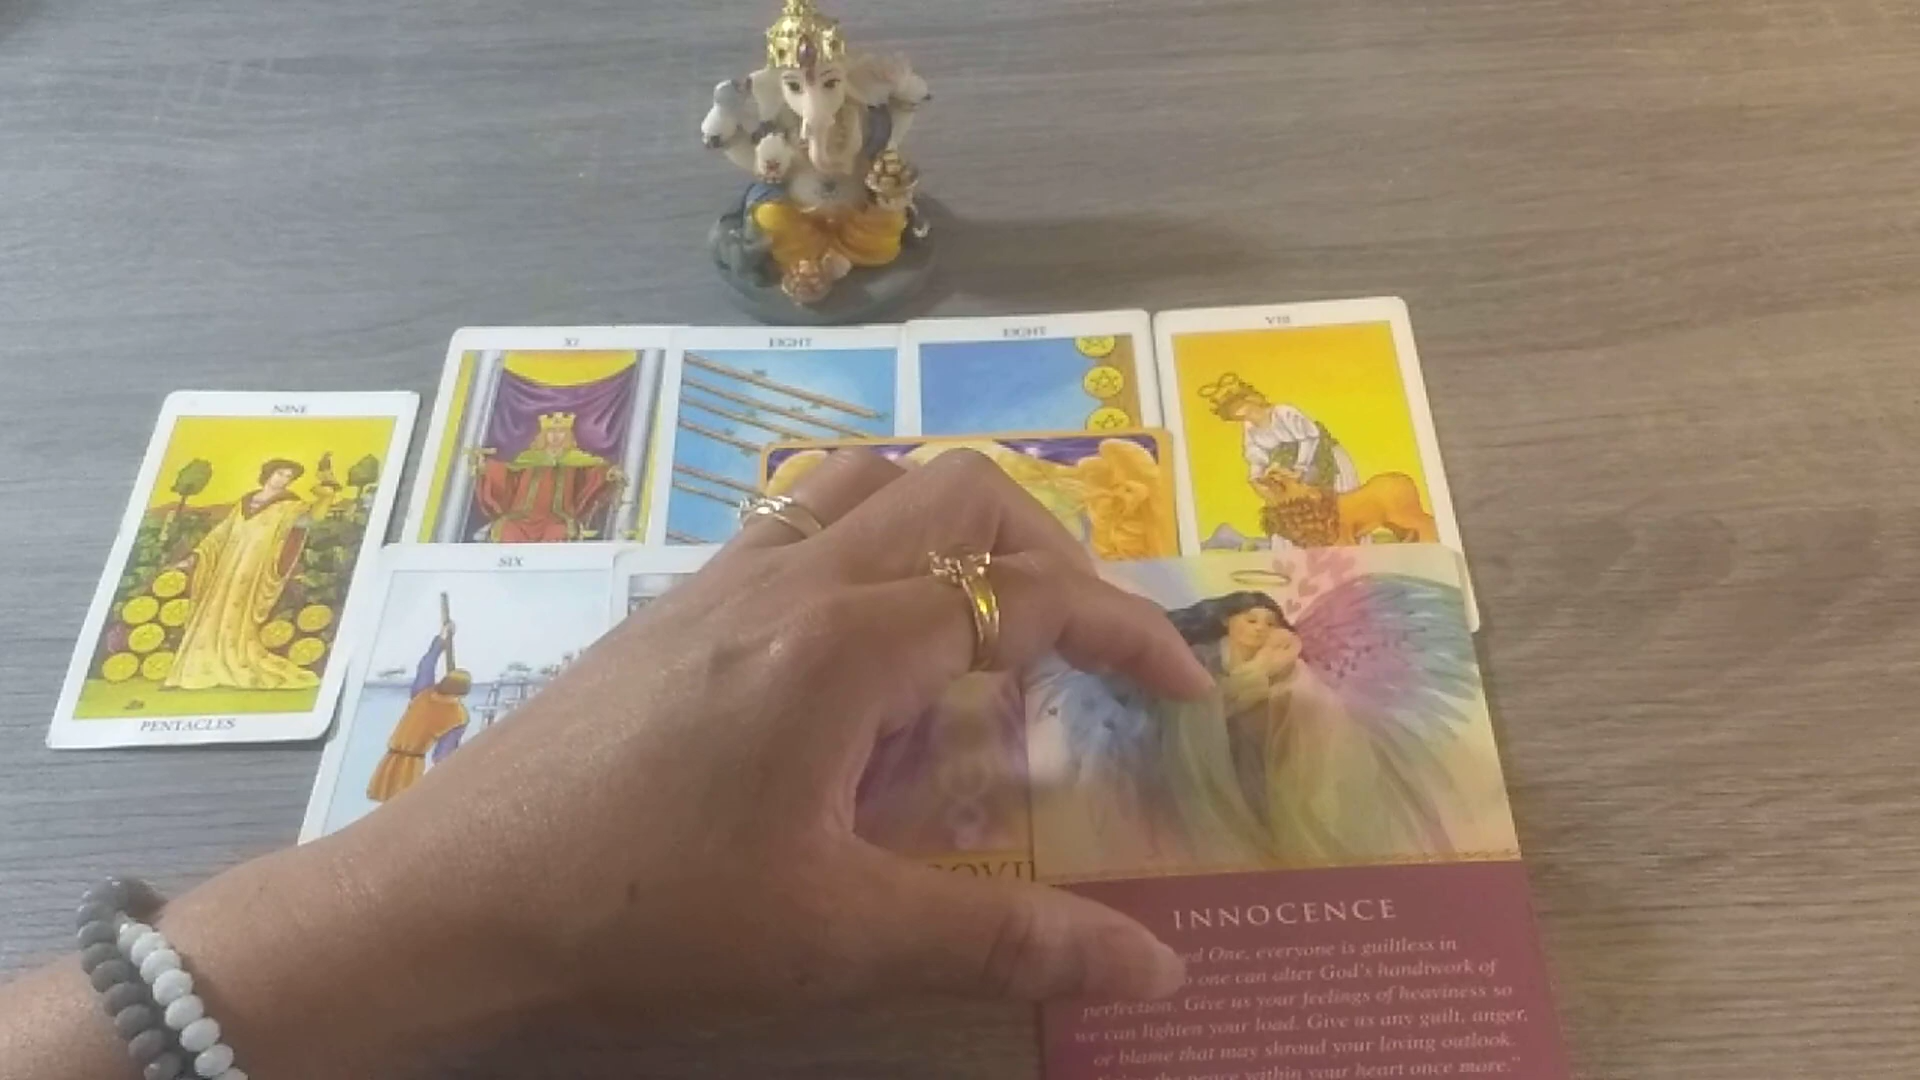 XI
EIGHT
EIGHT
VIII
NINE
SIX
PENTACLES
INNOCENCE
One, everyone is guiltless in
one can alter God's handiwork of
perfection. Give us your feelings of heaviness so
we can lighten your load. Give us any guilt, anger,
or blame that may shroud your loving outlook.
the peace within your heart once more."